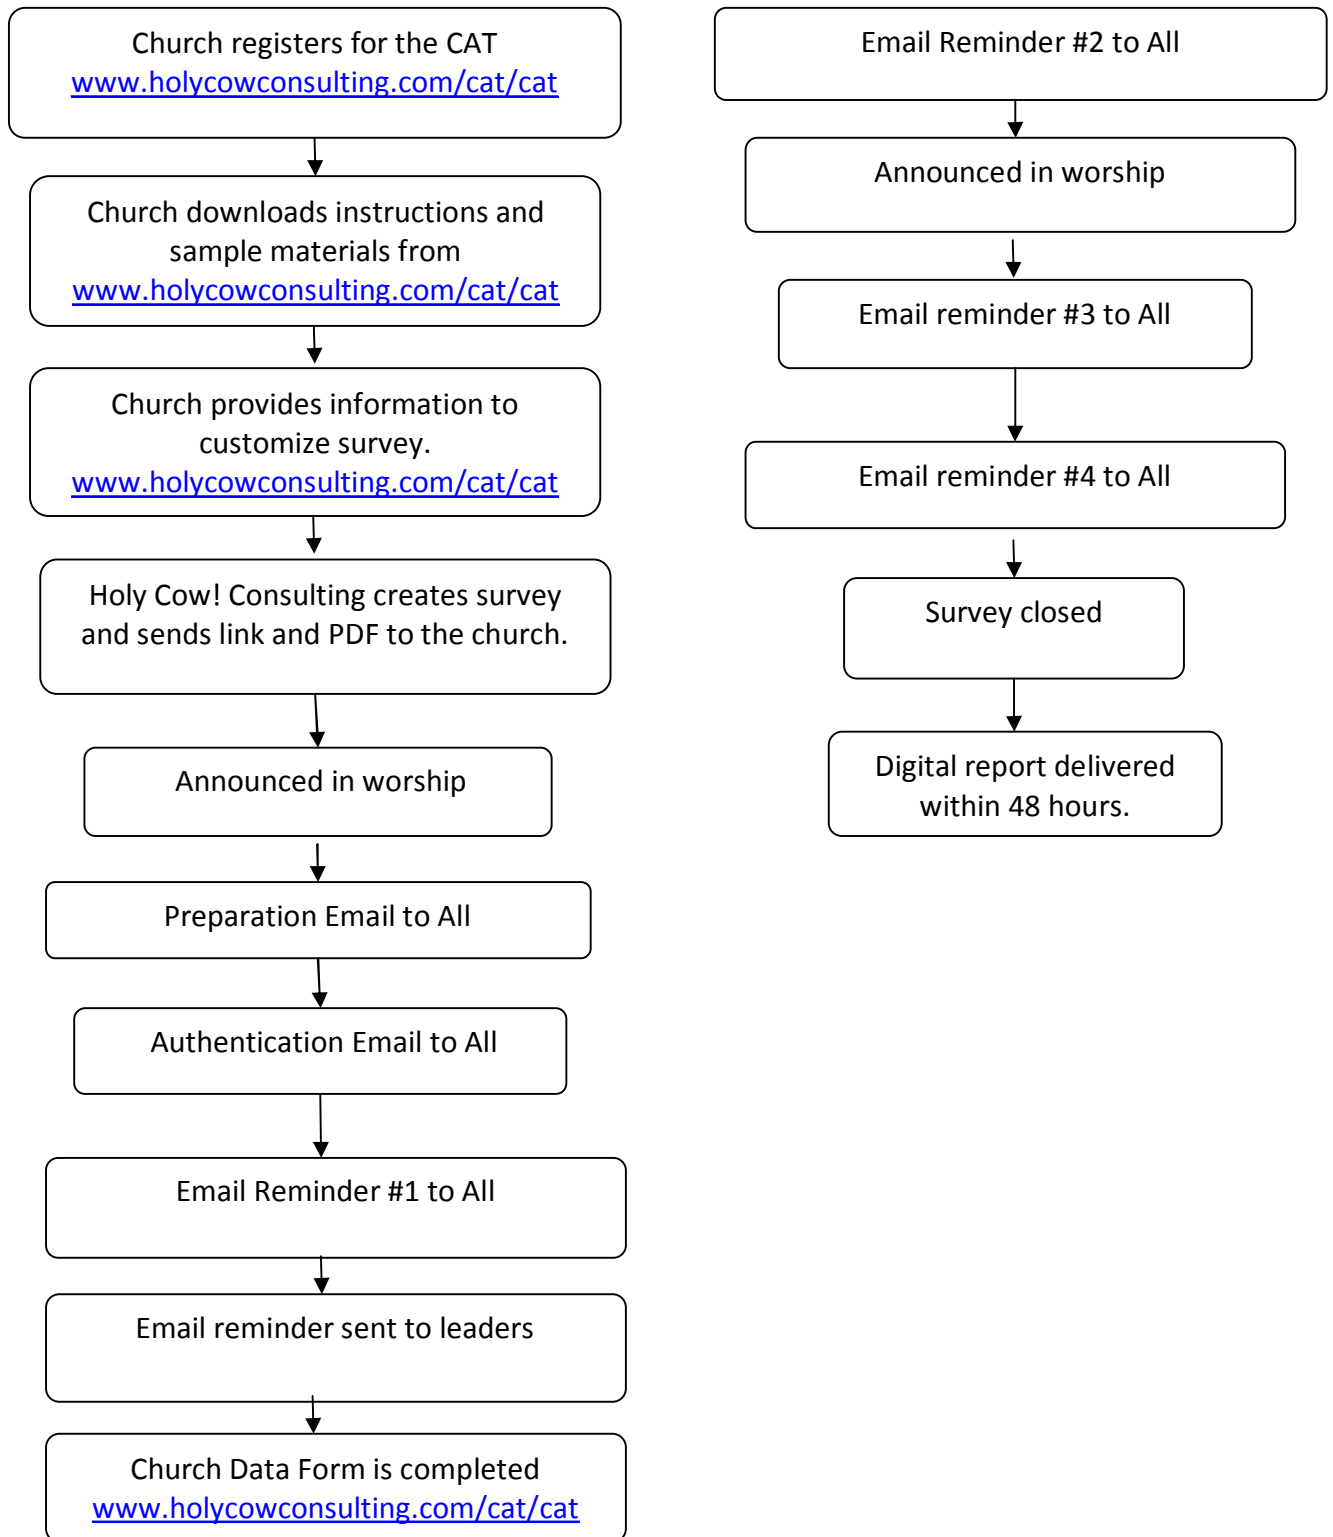 Church registers for the CAT
www.holycowconsulting.com/cat/cat
Church downloads instructions and
sample materials from
www.holycowconsulting.com/cat/cat
Church provides information to
customize survey.
www.holycowconsulting.com/cat/cat
Holy Cow! Consulting creates survey
and sends link and PDF to the church.
Announced in worship
Preparation Email to All
Authentication Email to All
Email Reminder #1 to All
Email reminder sent to leaders
Church Data Form is completed
www.holycowconsulting.com/cat/cat
Email Reminder #2 to All
Announced in worship
Email reminder #3 to All
Email reminder #4 to All
Survey closed
Digital report delivered
within 48 hours.